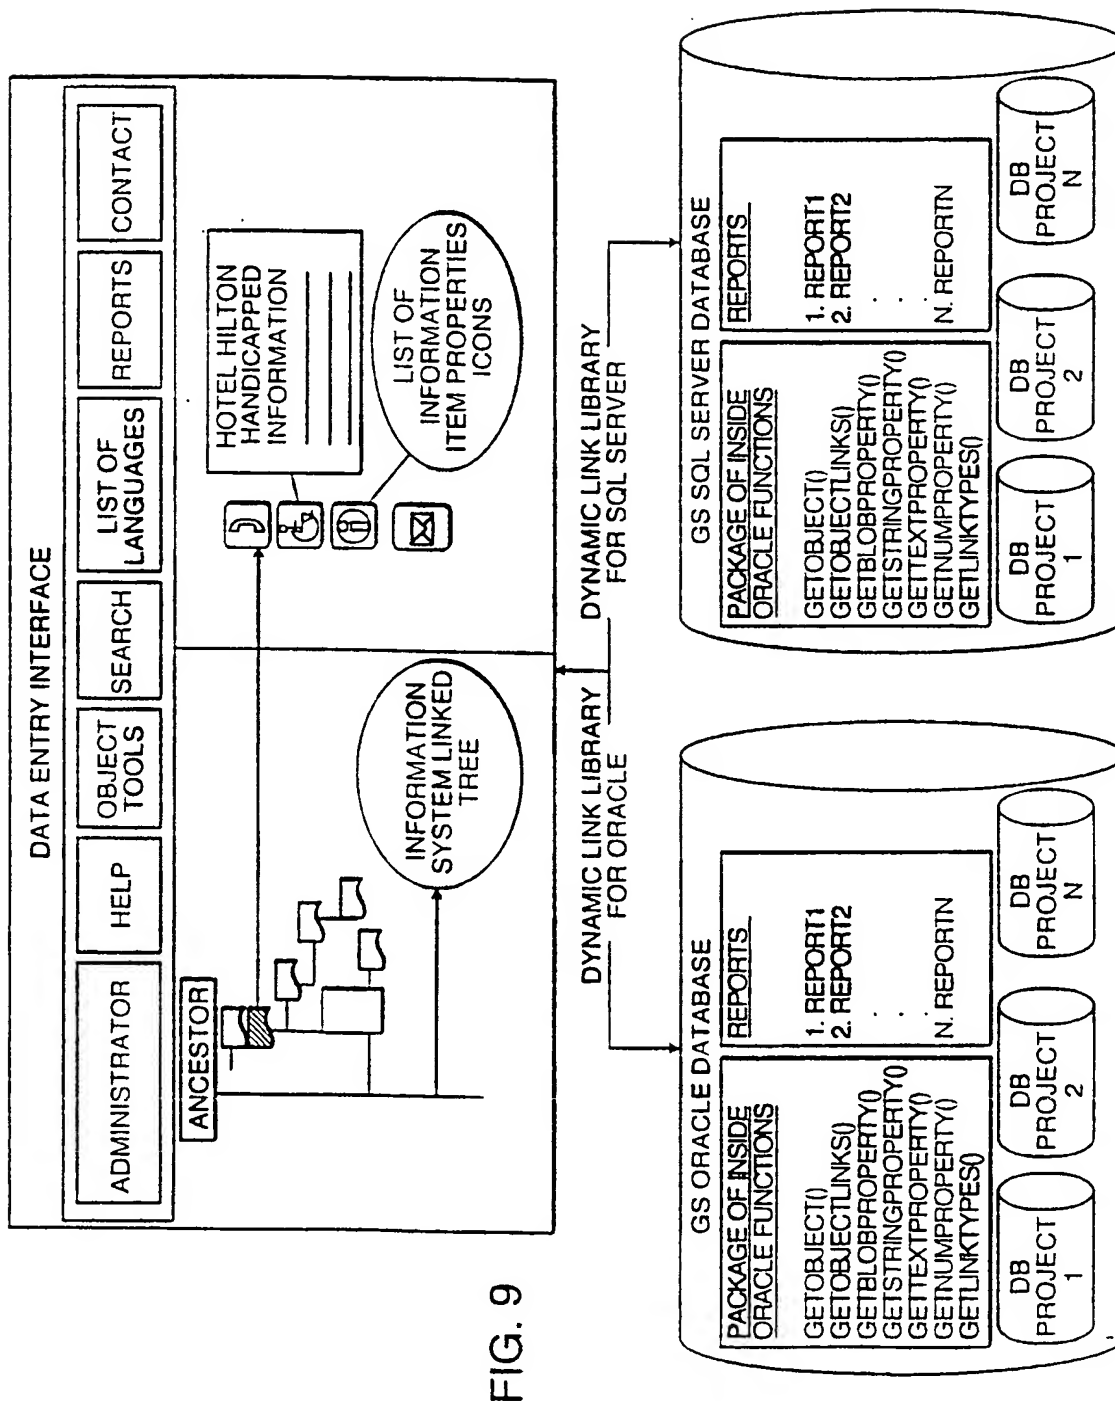 DATA ENTRY INTERFACE
ADMINISTRATOR
HELP
OBJECT
TOOLS
SEARCH
LIST OF
LANGUAGES
REPORTS
CONTACT
ANCESTOR
INFORMATION
SYSTEM LINKED
TREE
HOTEL HILTON
HANDICAPPED
INFORMATION
LIST OF
INFORMATION
ITEM PROPERTIES
ICONS
FIG. 9
DYNAMIC LINK LIBRARY
FOR ORACLE
DYNAMIC LINK LIBRARY
FOR SQL SERVER
GS ORACLE DATABASE
PACKAGE OF INSIDE
ORACLE FUNCTIONS
GETOBJECT()
GETOBJECTLINKS()
GETBLOBPROPERTY()
GETSTRINGPROPERTY()
GETTEXTPROPERTY()
GETNUMPROPERTY()
GETLINKTYPES()
REPORTS
1. REPORT1
2. REPORT2
N. REPORTN
DB
PROJECT
1
DB
PROJECT
2
DB
PROJECT
N
GS SQL SERVER DATABASE
PACKAGE OF INSIDE
ORACLE FUNCTIONS
GETOBJECT()
GETOBJECTLINKS()
GETBLOBPROPERTY()
GETSTRINGPROPERTY()
GETTEXTPROPERTY()
GETNUMPROPERTY()
GETLINKTYPES()
REPORTS
1. REPORT1
2. REPORT2
N. REPORTN
DB
PROJECT
1
DB
PROJECT
2
DB
PROJECT
N